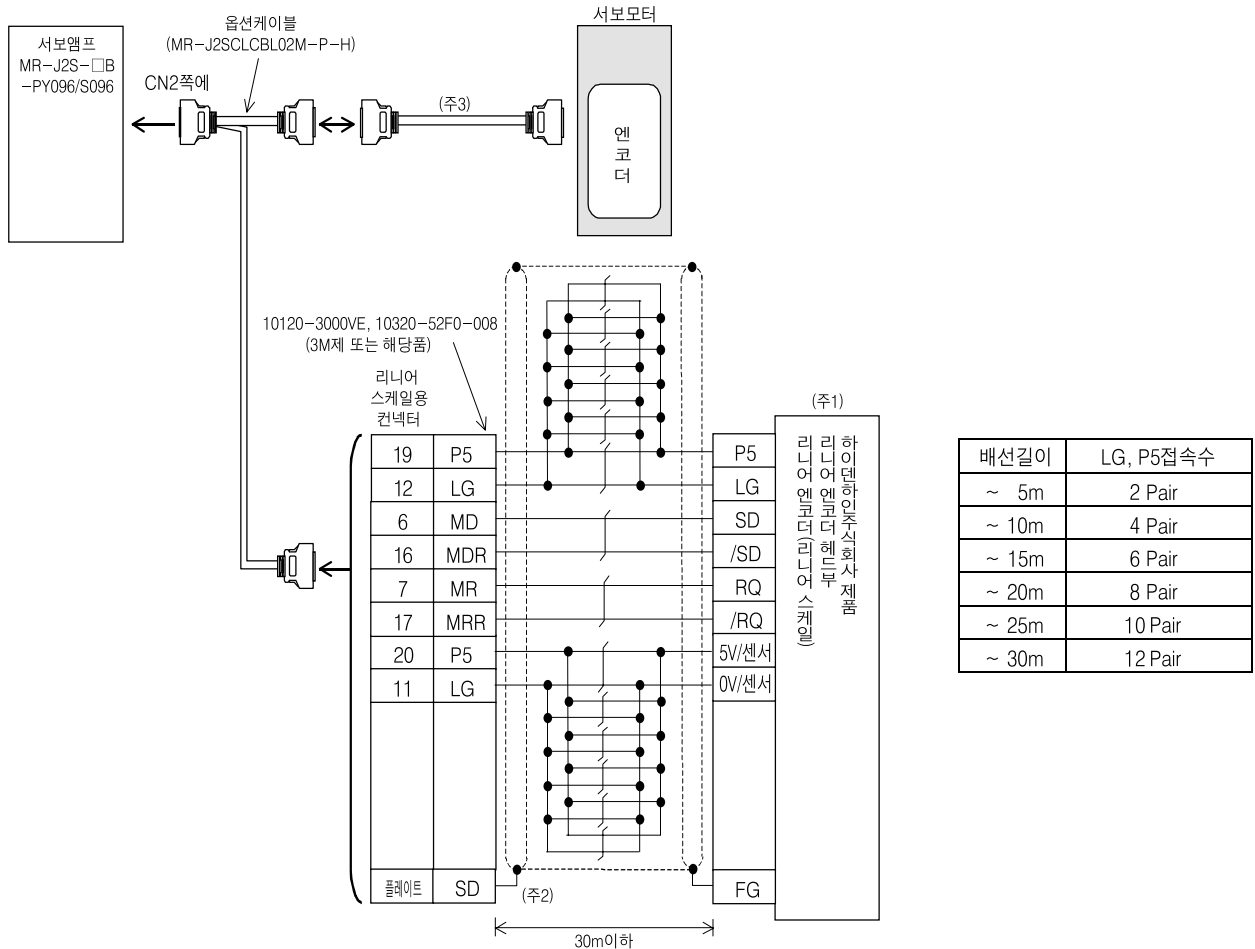 서보모터
옵션케이블
(MR-J2SCLCBL02M-P-H)
서보앰프
MR-J2S-□B
-PY096/S096
CN2쪽에
(주3)
엔
코
더
10120-3000VE, 10320-52F0-008
(3M제 또는 해당품)
리니어
스케일용
컨넥터
(주1)
19 P5
12 LG
6 MD
16 MDR
7 MR
17 MRR
20 P5
11 LG
플레이트 SD
(주2)
30m이하
P5
LG
SD
/SD
RQ
/RQ
5V/센서
0V/센서
FG
하이덴하인주식회사 제품
리니어 엔코더 헤드부
리니어 엔코더(리니어 스케일)
배선길이 LG, P5접속수
~ 5m 2 Pair
~ 10m 4 Pair
~ 15m 6 Pair
~ 20m 8 Pair
~ 25m 10 Pair
~ 30m 12 Pair